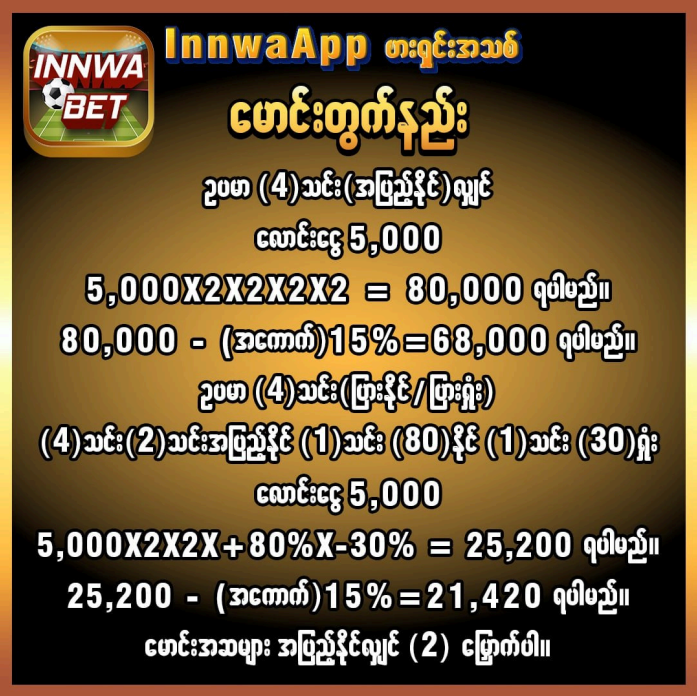 INNWA
BET
InnwaApp ဖားရှင်းအသစ်
မောင်းတွက်နည်း
ဥပမာ (4)သင်း(အပြည့်နိုင်)လျှင်
လောင်းငွေ 5,000
5,000X2X2X2X2 = 80,000 ရပါမည်။
80,000 - (အကောက်)15%=68,000 ရပါမည်။
ဥပမာ (4)သင်း(ပြားနိုင်/ပြားရှုံး)
(4)သင်း(2)သင်းအပြည့်နိုင် (1)သင်း (80)နိုင် (1)သင်း (30)ရှုံး
လောင်းငွေ 5,000
5,000X2X2X+80%X-30% = 25,200 ရပါမည်။
25,200 - (အကောက်)15%=21,420 ရပါမည်။
မောင်းအဆများ အပြည့်နိုင်လျှင် (2) မြှောက်ပါ။